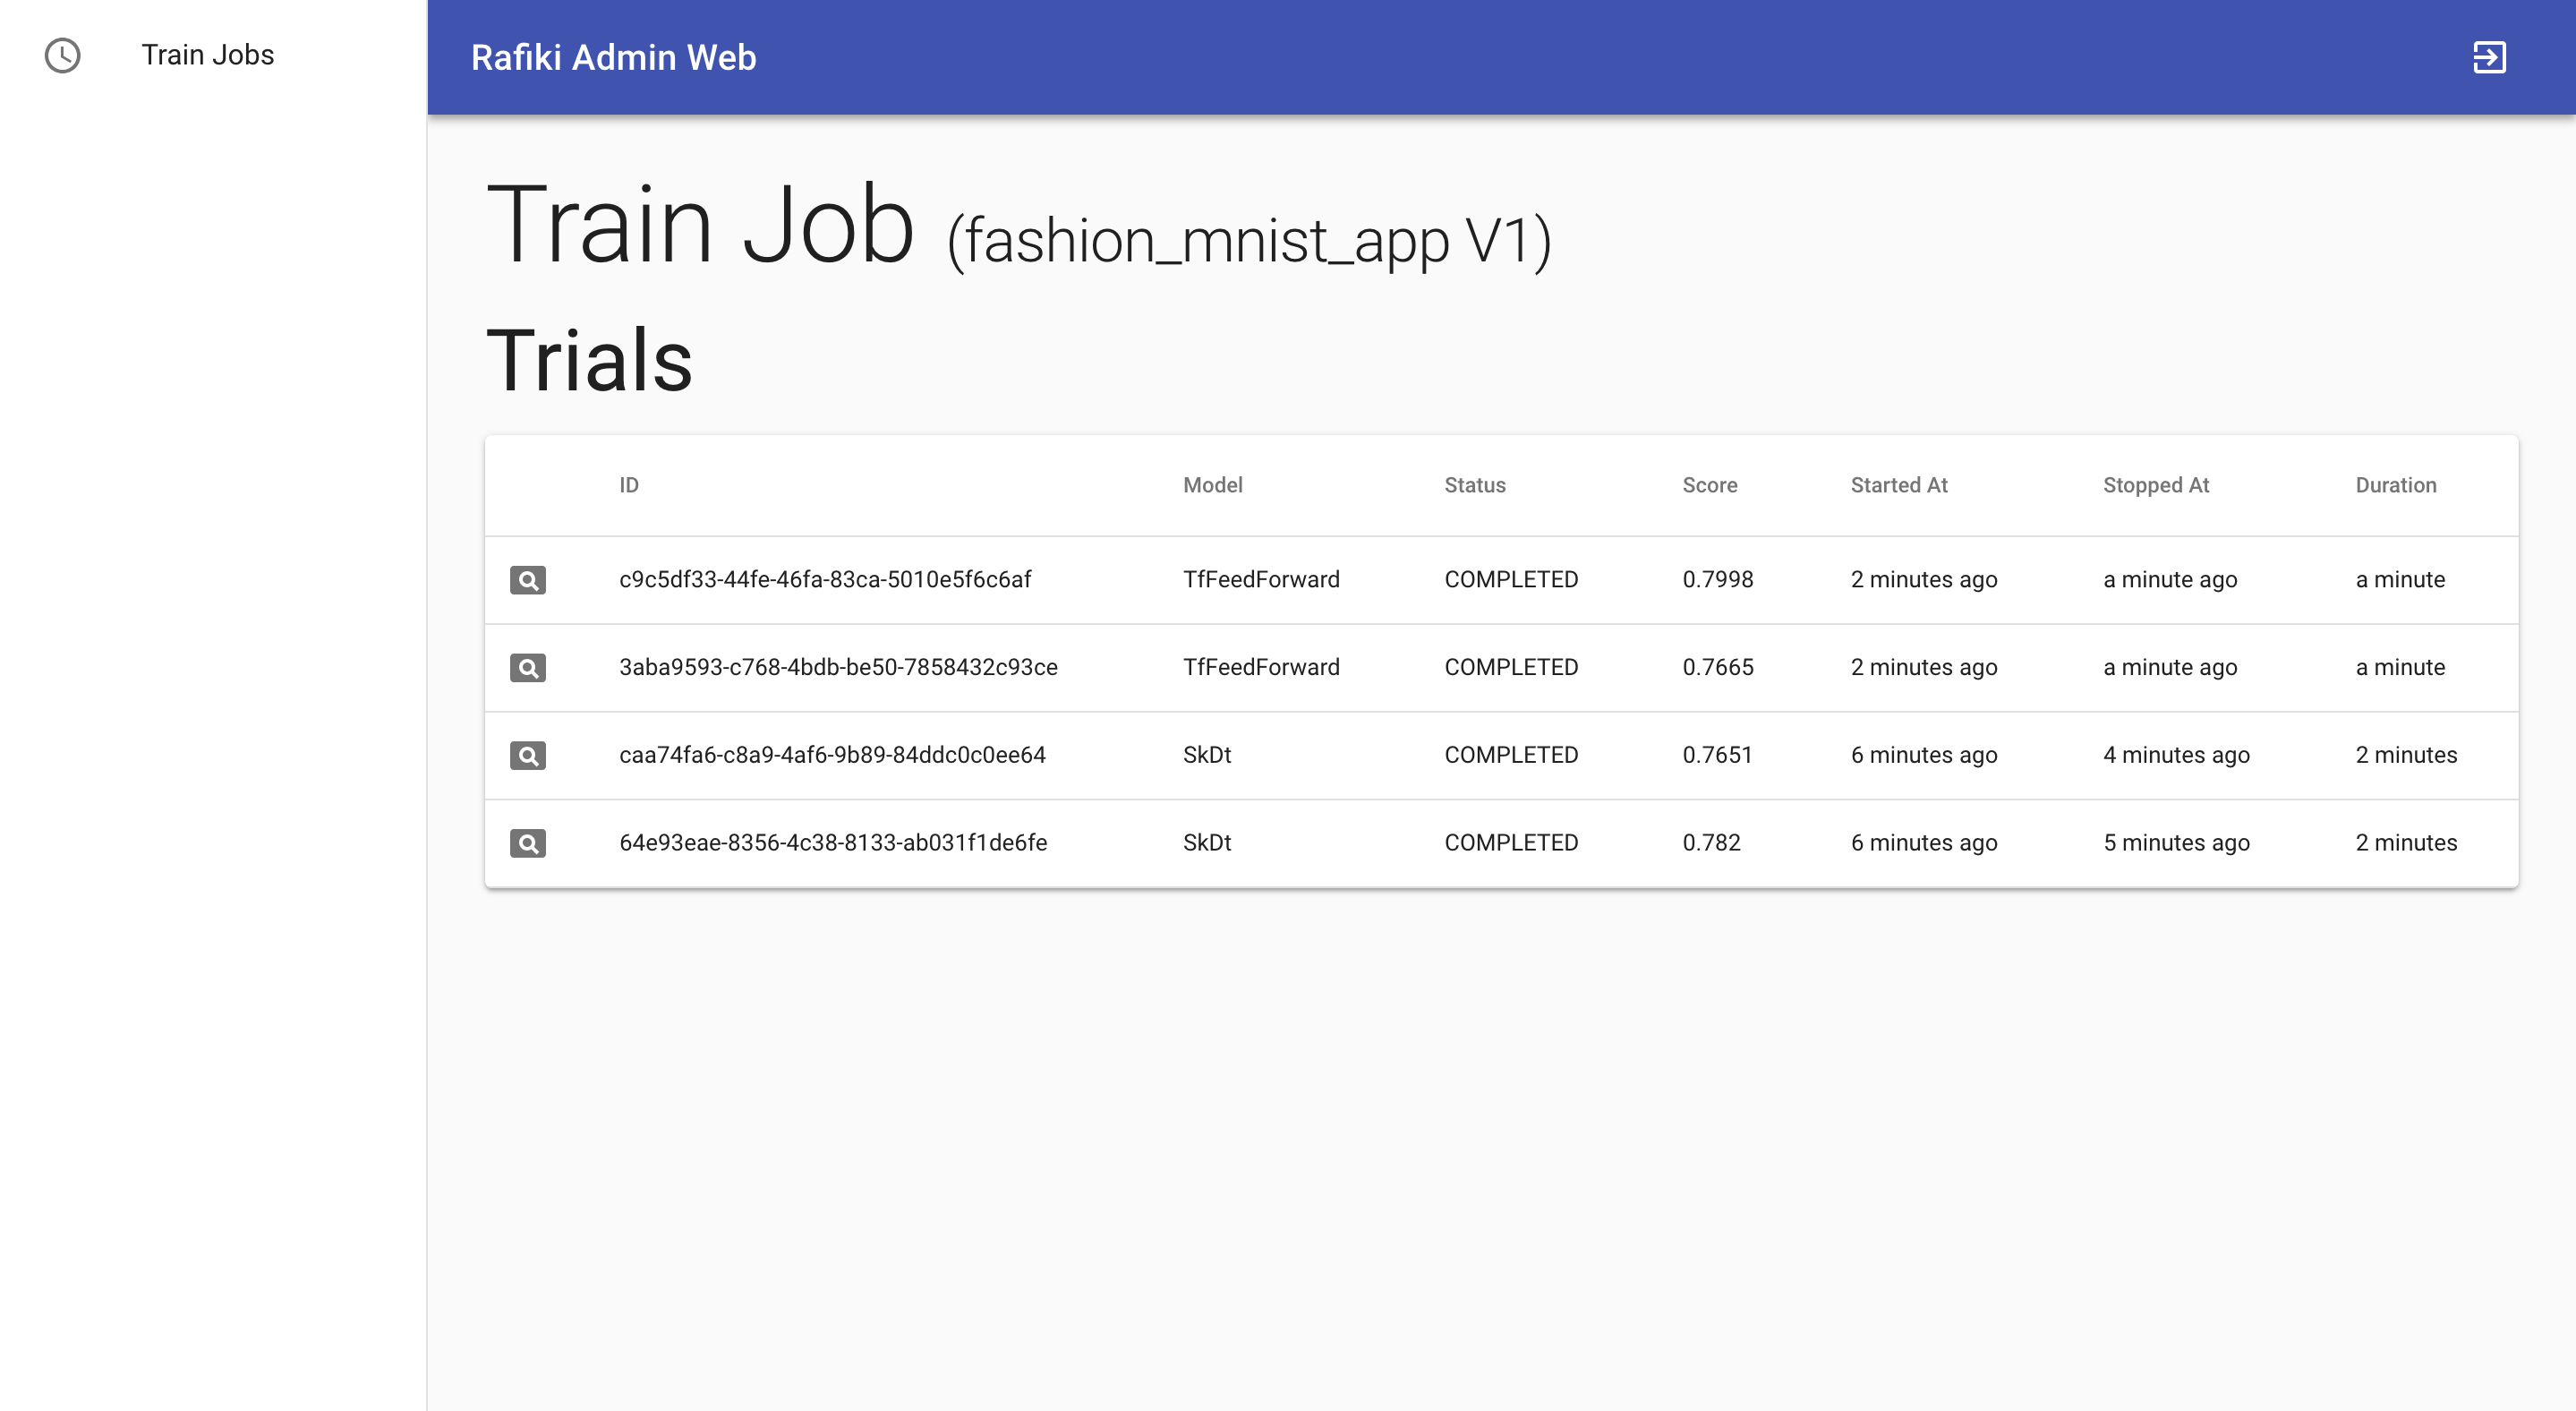 Train Jobs
Rafiki Admin Web
Train Job (fashion_mnist_app V1)
Trials
ID Model Status Score Started At Stopped At Duration
c9c5df33-44fe-46fa-83ca-5010e5f6c6af TfFeedForward COMPLETED 0.7998 2 minutes ago a minute ago a minute
3aba9593-c768-4bdb-be50-7858432c93ce TfFeedForward COMPLETED 0.7665 2 minutes ago a minute ago a minute
caa74fa6-c8a9-4af6-9b89-84ddc0c0ee64 SkDt COMPLETED 0.7651 6 minutes ago 4 minutes ago 2 minutes
64e93eae-8356-4c38-8133-ab031f1de6fe SkDt COMPLETED 0.782 6 minutes ago 5 minutes ago 2 minutes